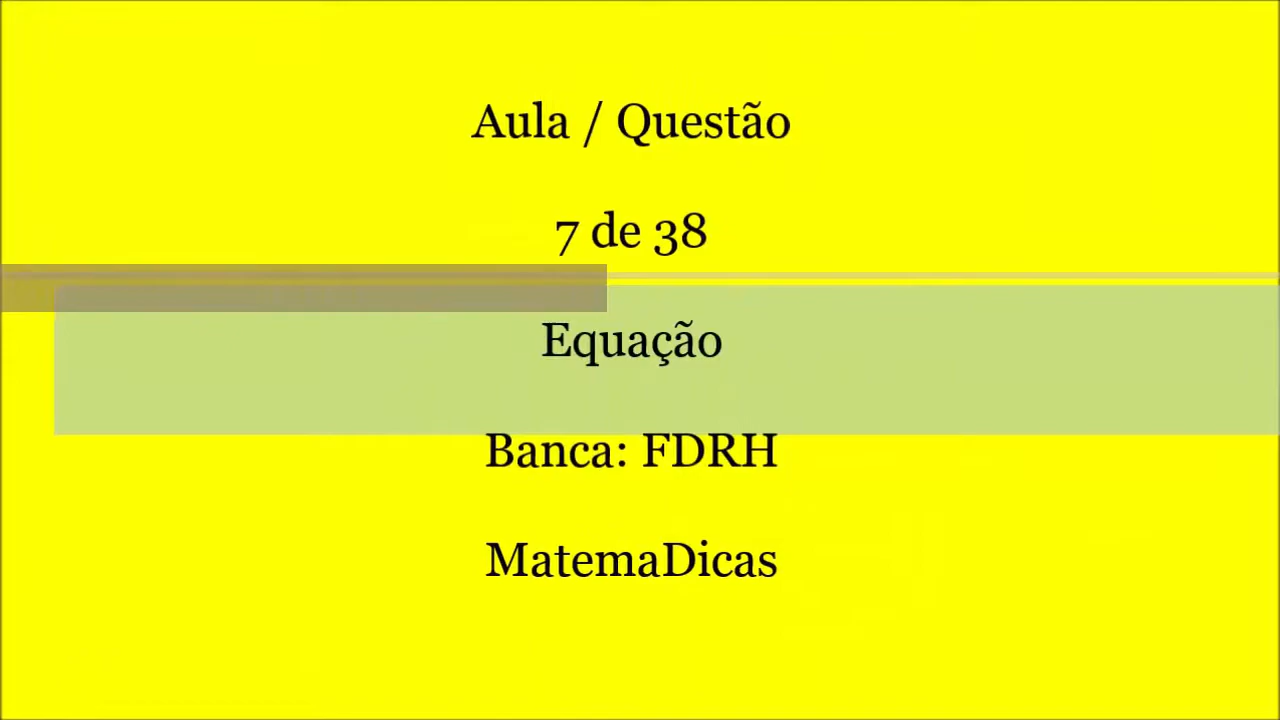 Aula / Questão
7 de 38
Equação
Banca: FDRH
MatemaDicas